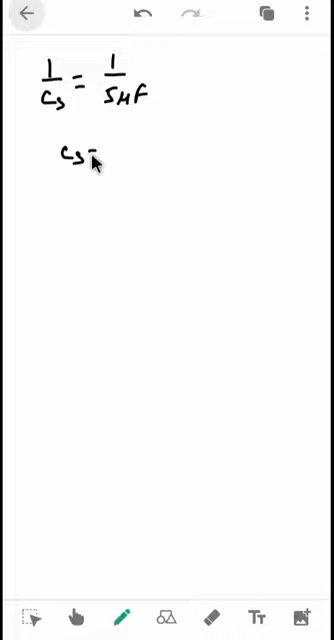 1/Cs = 1/5μF
Cs =